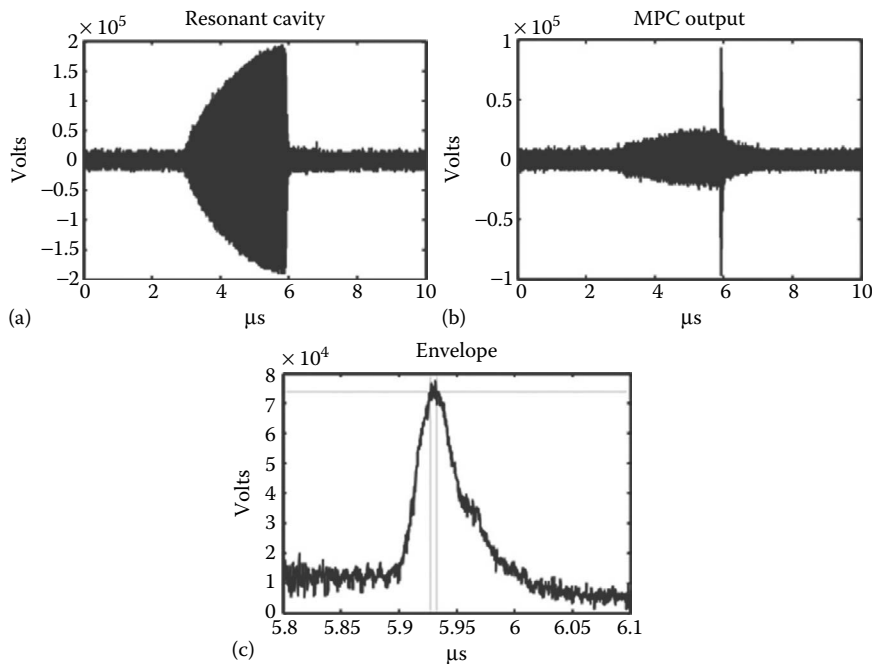 Resonant cavity
× 10^5
2
1.5
1
0.5
0
−0.5
−1
−1.5
−2
Volts
0 2 4 6 8 10
µs
(a)
MPC output
× 10^5
1
0.5
0
−0.5
−1
Volts
0 2 4 6 8 10
µs
(b)
Envelope
× 10^4
8
7
6
5
4
3
2
1
0
Volts
5.8 5.85 5.9 5.95 6 6.05 6.1
µs
(c)